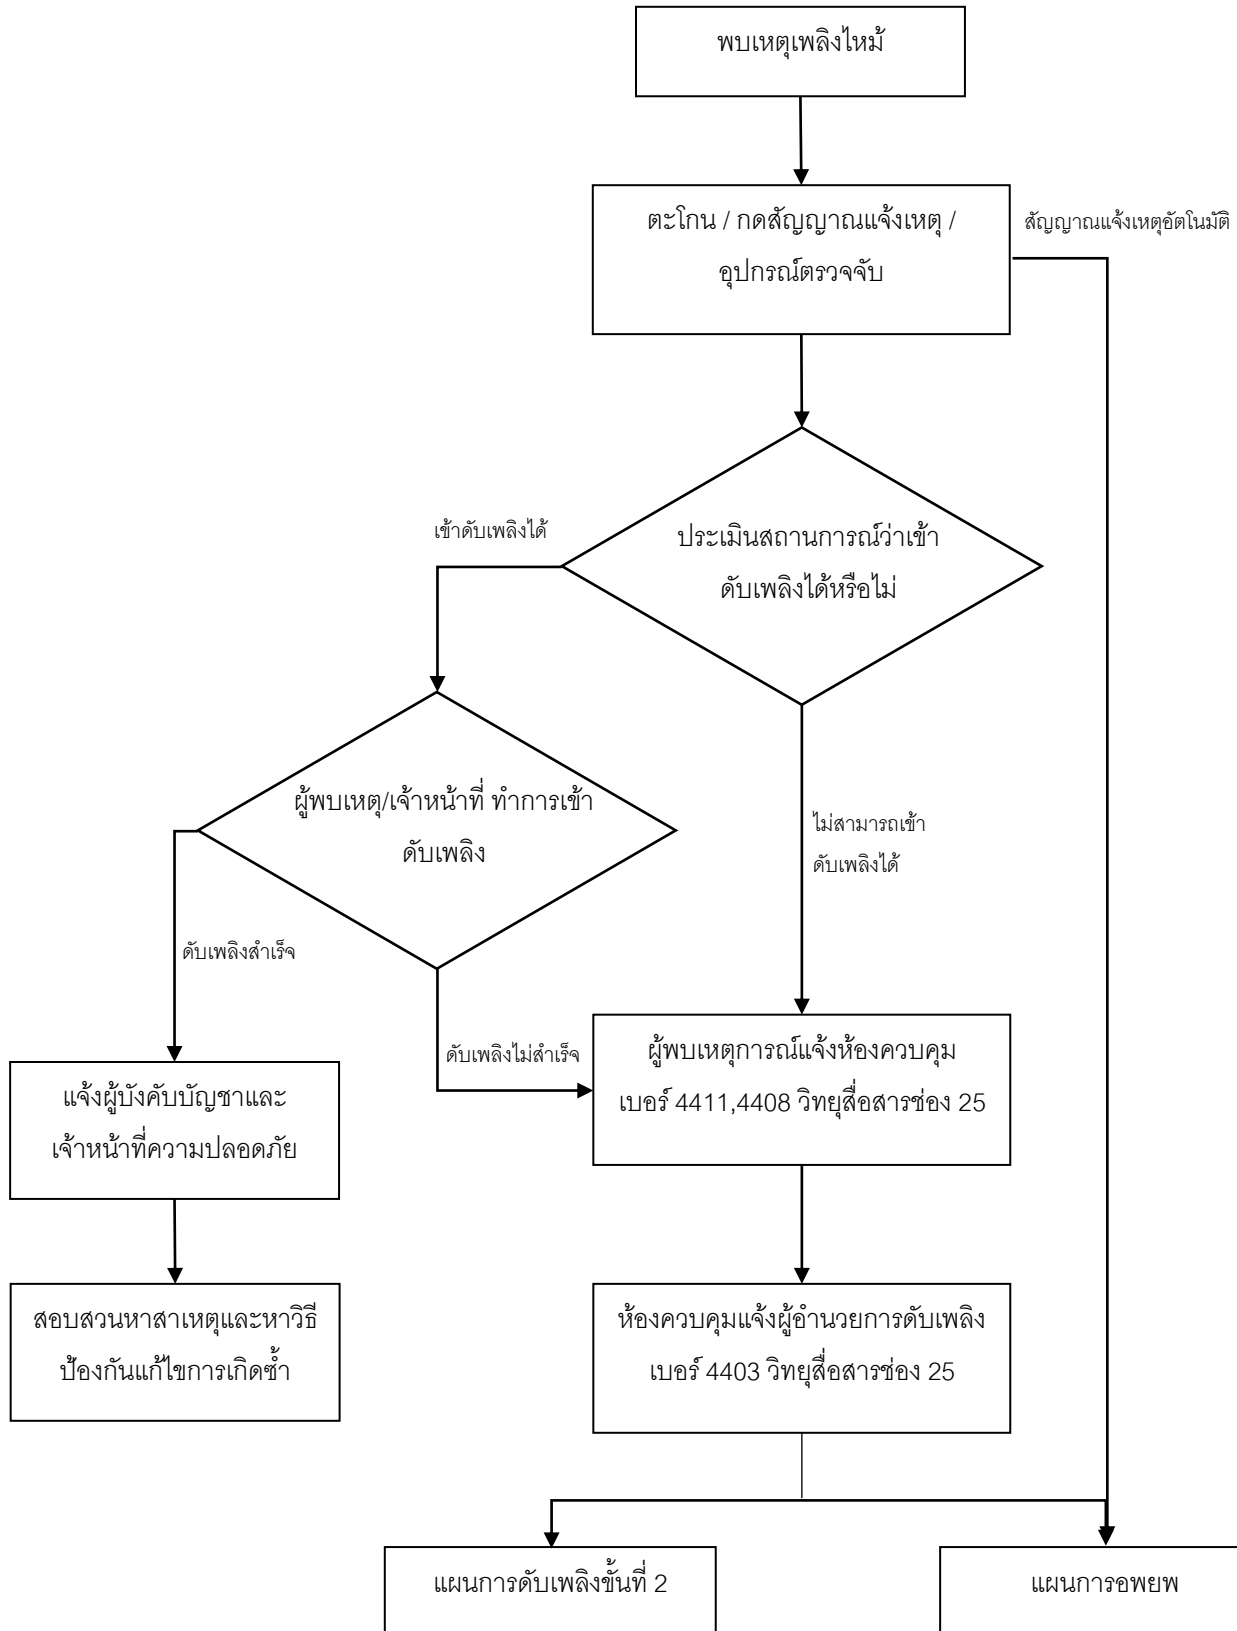 พบเหตุเพลิงไหม้
ตะโกน / กดสัญญาณแจ้งเหตุ /
อุปกรณ์ตรวจจับ
สัญญาณแจ้งเหตุอัตโนมัติ
เข้าดับเพลิงได้
ประเมินสถานการณ์ว่าเข้า
ดับเพลิงได้หรือไม่
ผู้พบเหตุ/เจ้าหน้าที่ ทำการเข้า
ดับเพลิง
ไม่สามารถเข้า
ดับเพลิงได้
ดับเพลิงสำเร็จ
ดับเพลิงไม่สำเร็จ
ผู้พบเหตุการณ์แจ้งห้องควบคุม
เบอร์ 4411,4408 วิทยุสื่อสารช่อง 25
แจ้งผู้บังคับบัญชาและ
เจ้าหน้าที่ความปลอดภัย
สอบสวนหาสาเหตุและหาวิธี
ป้องกันแก้ไขการเกิดซ้ำ
ห้องควบคุมแจ้งผู้อำนวยการดับเพลิง
เบอร์ 4403 วิทยุสื่อสารช่อง 25
แผนการดับเพลิงขั้นที่ 2
แผนการอพยพ